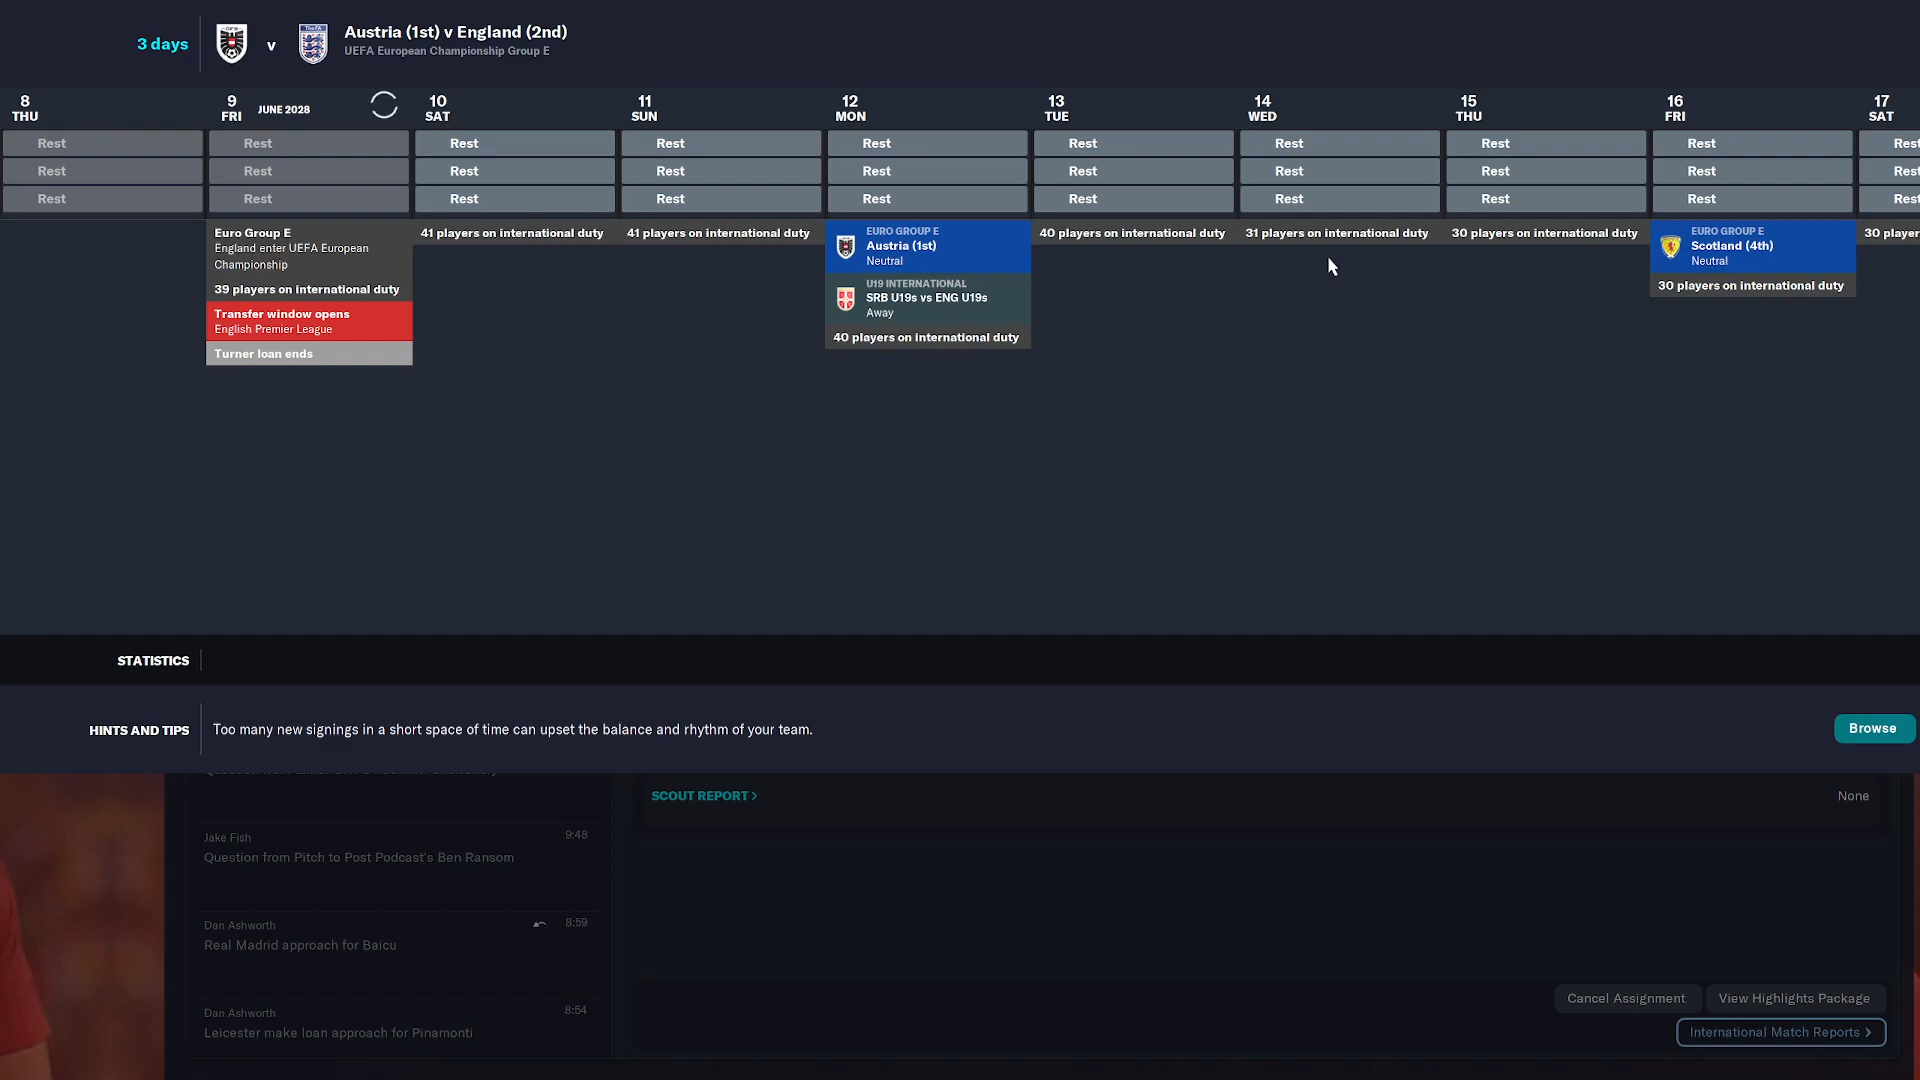 3 days
v
Austria (1st) v England (2nd)
UEFA European Championship Group E
8
THU
9
FRI
JUNE 2028
10
SAT
11
SUN
12
MON
13
TUE
14
WED
15
THU
16
FRI
17
SAT
Rest Rest Rest Rest Rest Rest Rest Rest Rest Rest
Rest Rest Rest Rest Rest Rest Rest Rest Rest Rest
Rest Rest Rest Rest Rest Rest Rest Rest Rest Rest
Euro Group E
England enter UEFA European
Championship
39 players on international duty
Transfer window opens
English Premier League
Turner loan ends
41 players on international duty
41 players on international duty
EURO GROUP E
Austria (1st)
Neutral
U19 INTERNATIONAL
SRB U19s vs ENG U19s
Away
40 players on international duty
40 players on international duty
31 players on international duty
30 players on international duty
EURO GROUP E
Scotland (4th)
Neutral
30 players on international duty
30 player
STATISTICS
HINTS AND TIPS
Too many new signings in a short space of time can upset the balance and rhythm of your team.
Browse
SCOUT REPORT >
None
Jake Fish
9:48
Question from Pitch to Post Podcast's Ben Ransom
Dan Ashworth
8:59
Real Madrid approach for Baicu
Dan Ashworth
8:54
Leicester make loan approach for Pinamonti
Cancel Assignment
View Highlights Package
International Match Reports >